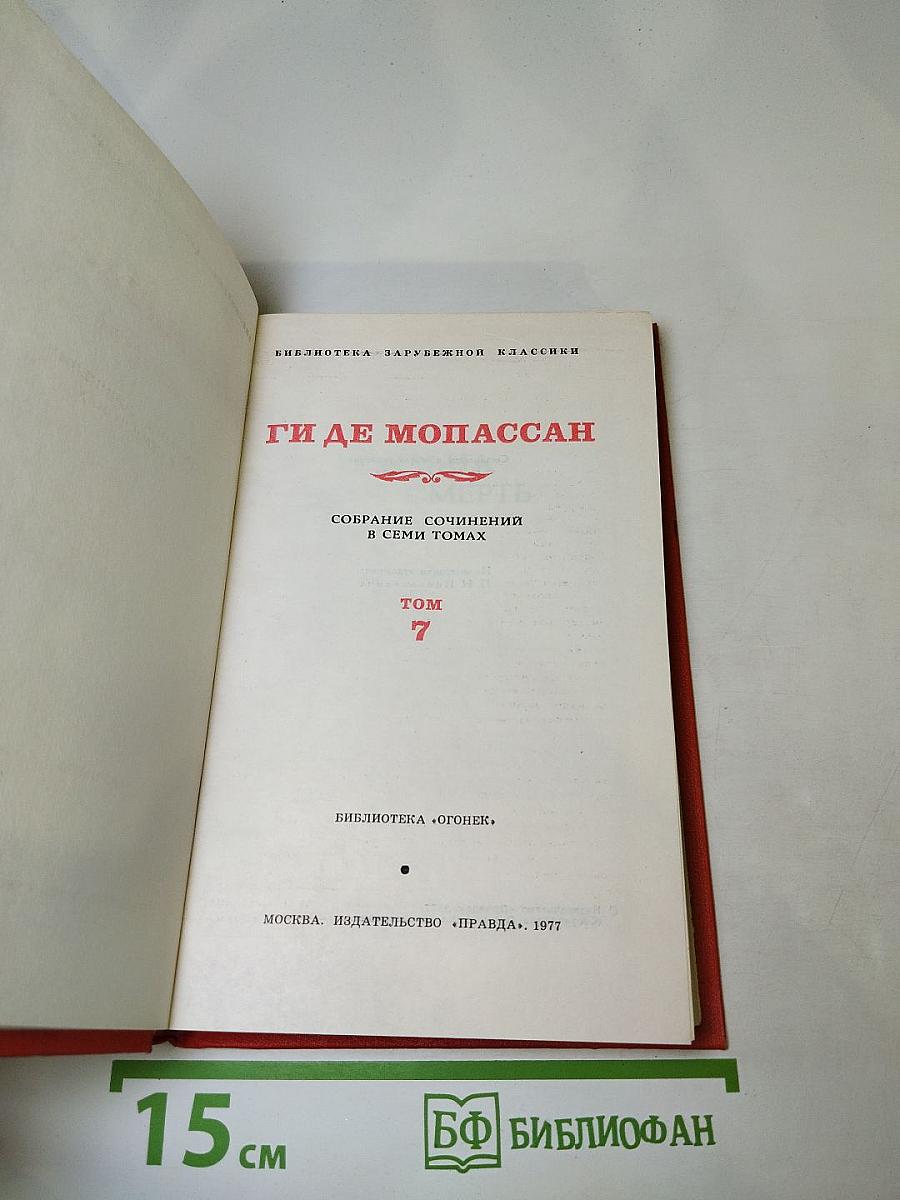 БИБЛИОТЕКА ЗАРУБЕЖНОЙ КЛАССИКИ
ГИ ДЕ МОПАССАН
СОБРАНИЕ СОЧИНЕНИЙ
В СЕМИ ТОМАХ
ТОМ
7
БИБЛИОТЕКА «ОГОНЕК»
МОСКВА. ИЗДАТЕЛЬСТВО «ПРАВДА». 1977
15 см
БФ БИБЛИОФАН